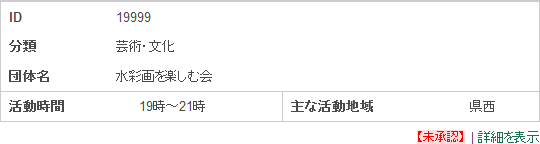 ID 19999
分類 芸術・文化
団体名 水彩画を楽しむ会
活動時間 19時～21時 主な活動地域 県西
【未承認】 | 詳細を表示